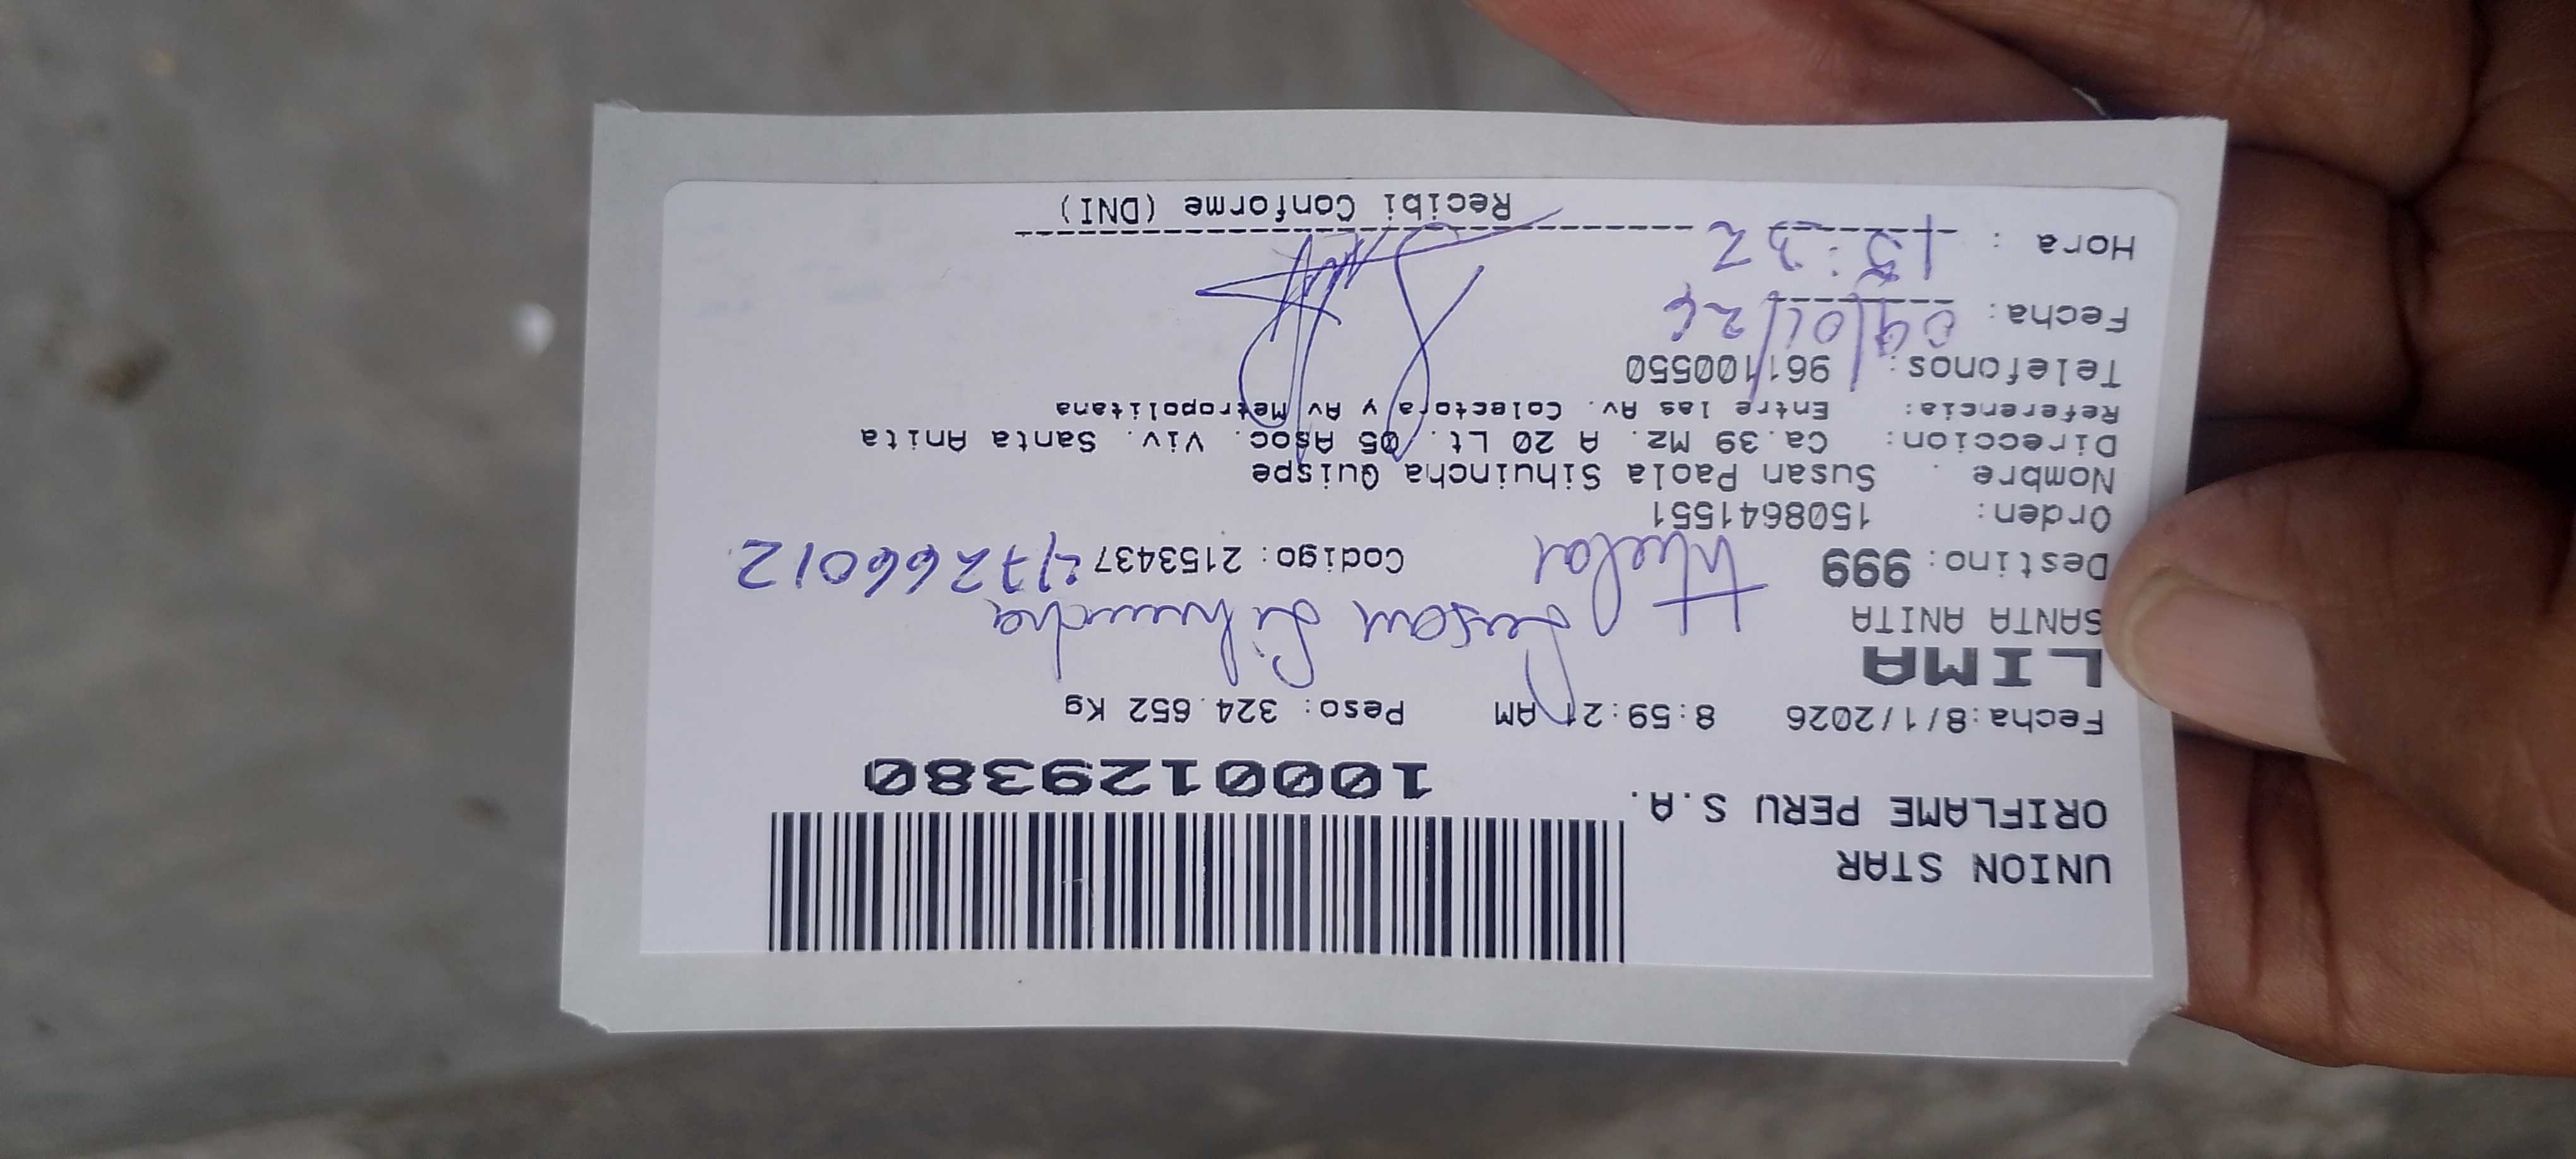 UNION STAR
ORIFLAME PERU S.A.
1000129380
Fecha:8/1/2026 8:59:21 AM Peso: 324.652 Kg
LIMA
SANTA ANITA
Susan Sihuincha
Destino: 999 Codigo: 2153437 47266012
Orden: 1508641551
Nombre . Susan Paola Sihuincha Quispe
Direccion: Ca.39 Mz. A 20 Lt. 05 Asoc. Viv. Santa Anita
Referencia: Entre las Av. Colectora y Av Metropolitana
Telefonos: 961100550
Fecha: 09/01/26
Hora : 15:32
Recibi Conforme (DNI)